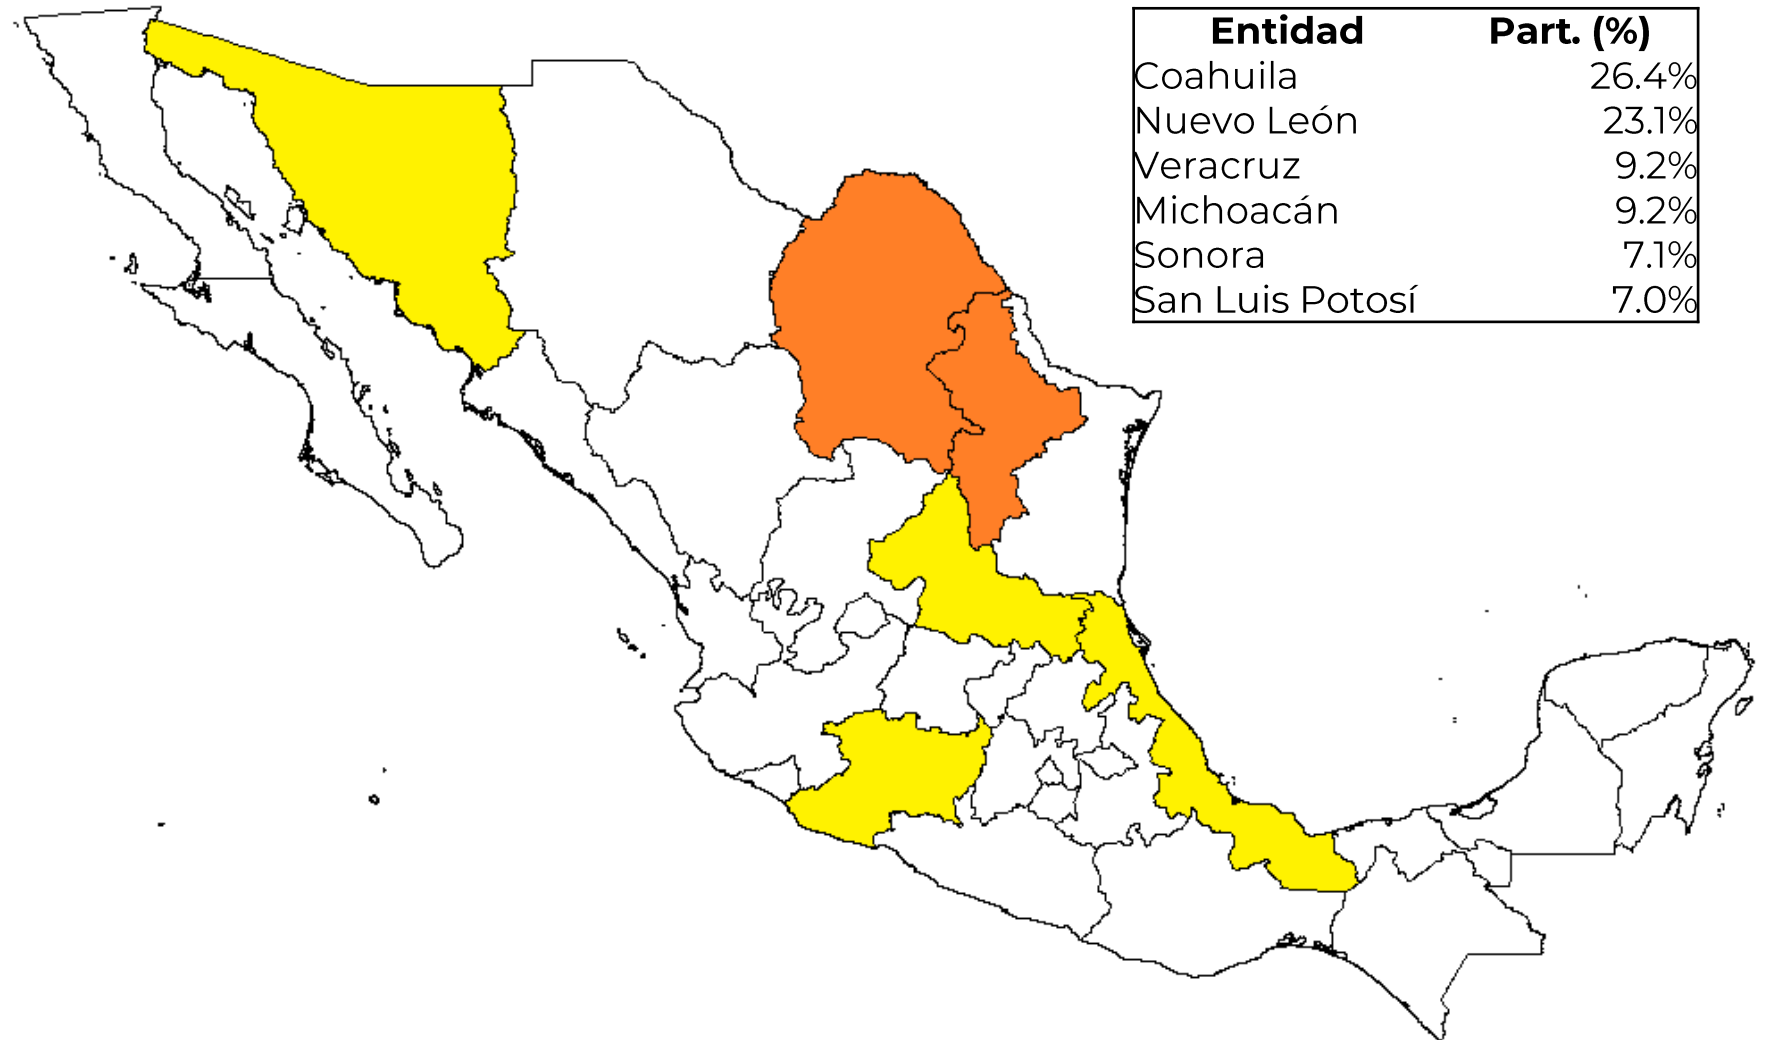 Entidad Part. (%)
Coahuila 26.4%
Nuevo León 23.1%
Veracruz 9.2%
Michoacán 9.2%
Sonora 7.1%
San Luis Potosí 7.0%